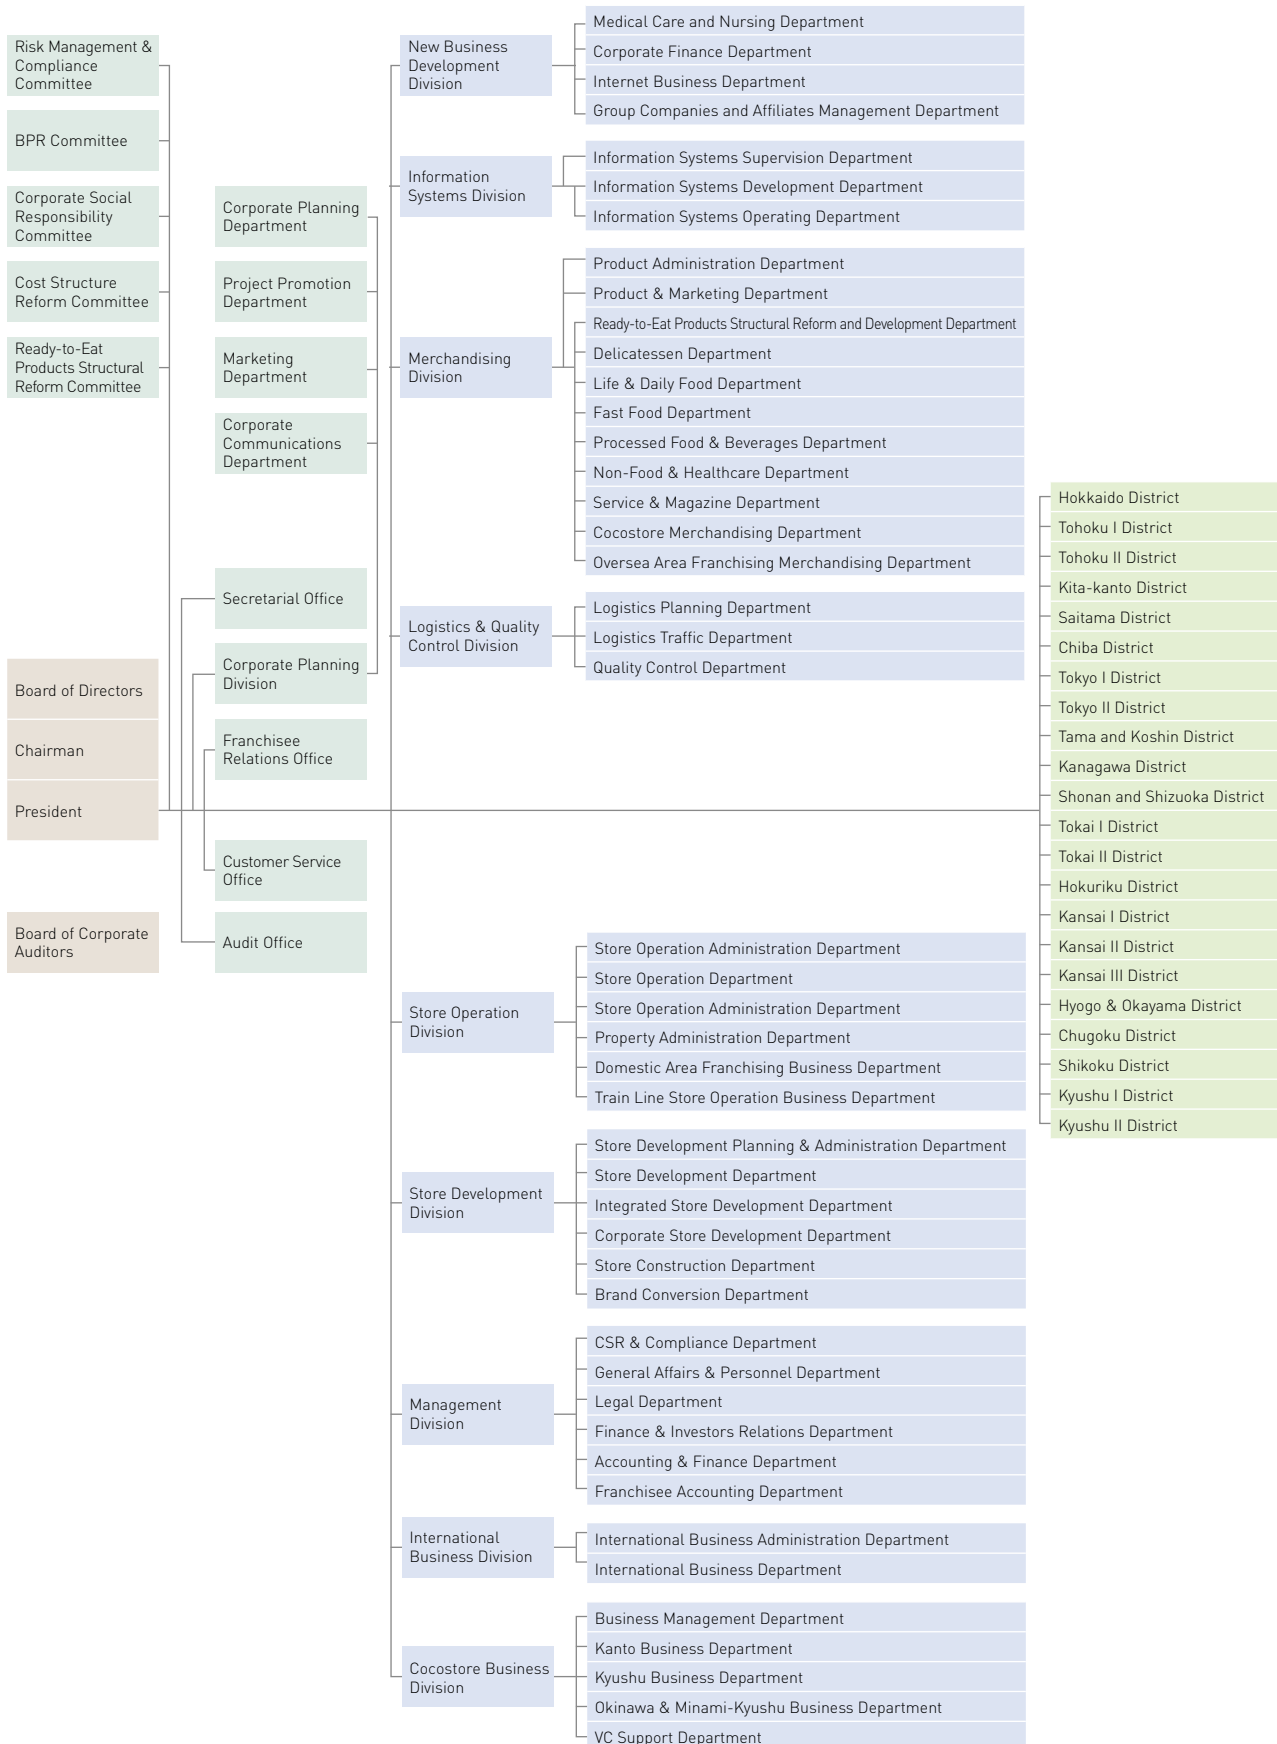 Risk Management &
Compliance
Committee
BPR Committee
Corporate Social
Responsibility
Committee
Cost Structure
Reform Committee
Ready-to-Eat
Products Structural
Reform Committee
Board of Directors
Chairman
President
Board of Corporate
Auditors
Corporate Planning
Department
Project Promotion
Department
Marketing
Department
Corporate
Communications
Department
Secretarial Office
Corporate Planning
Division
Franchisee
Relations Office
Customer Service
Office
Audit Office
New Business
Development
Division
Medical Care and Nursing Department
Corporate Finance Department
Internet Business Department
Group Companies and Affiliates Management Department
Information
Systems Division
Information Systems Supervision Department
Information Systems Development Department
Information Systems Operating Department
Merchandising
Division
Product Administration Department
Product & Marketing Department
Ready-to-Eat Products Structural Reform and Development Department
Delicatessen Department
Life & Daily Food Department
Fast Food Department
Processed Food & Beverages Department
Non-Food & Healthcare Department
Service & Magazine Department
Cocostore Merchandising Department
Oversea Area Franchising Merchandising Department
Logistics & Quality
Control Division
Logistics Planning Department
Logistics Traffic Department
Quality Control Department
Store Operation
Division
Store Operation Administration Department
Store Operation Department
Store Operation Administration Department
Property Administration Department
Domestic Area Franchising Business Department
Train Line Store Operation Business Department
Store Development
Division
Store Development Planning & Administration Department
Store Development Department
Integrated Store Development Department
Corporate Store Development Department
Store Construction Department
Brand Conversion Department
Management
Division
CSR & Compliance Department
General Affairs & Personnel Department
Legal Department
Finance & Investors Relations Department
Accounting & Finance Department
Franchisee Accounting Department
International
Business Division
International Business Administration Department
International Business Department
Cocostore Business
Division
Business Management Department
Kanto Business Department
Kyushu Business Department
Okinawa & Minami-Kyushu Business Department
VC Support Department
Hokkaido District
Tohoku I District
Tohoku II District
Kita-kanto District
Saitama District
Chiba District
Tokyo I District
Tokyo II District
Tama and Koshin District
Kanagawa District
Shonan and Shizuoka District
Tokai I District
Tokai II District
Hokuriku District
Kansai I District
Kansai II District
Kansai III District
Hyogo & Okayama District
Chugoku District
Shikoku District
Kyushu I District
Kyushu II District